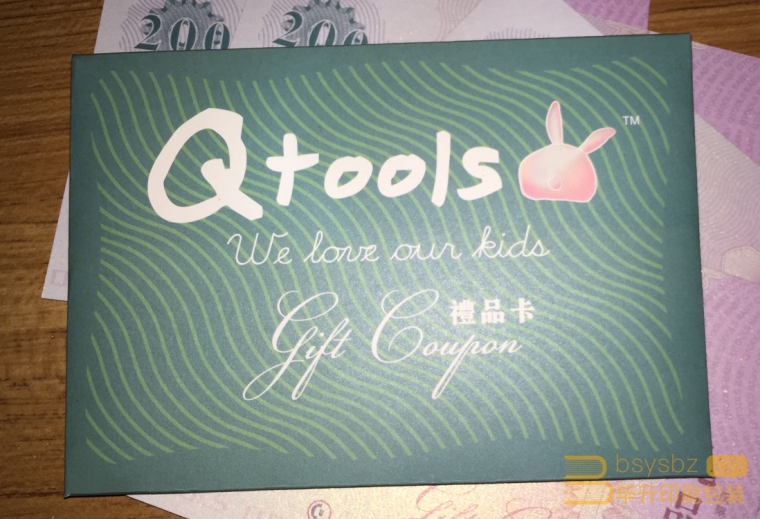 200 200
Qtools TM
We love our kids
禮品卡
Gift Coupon
bsysbz